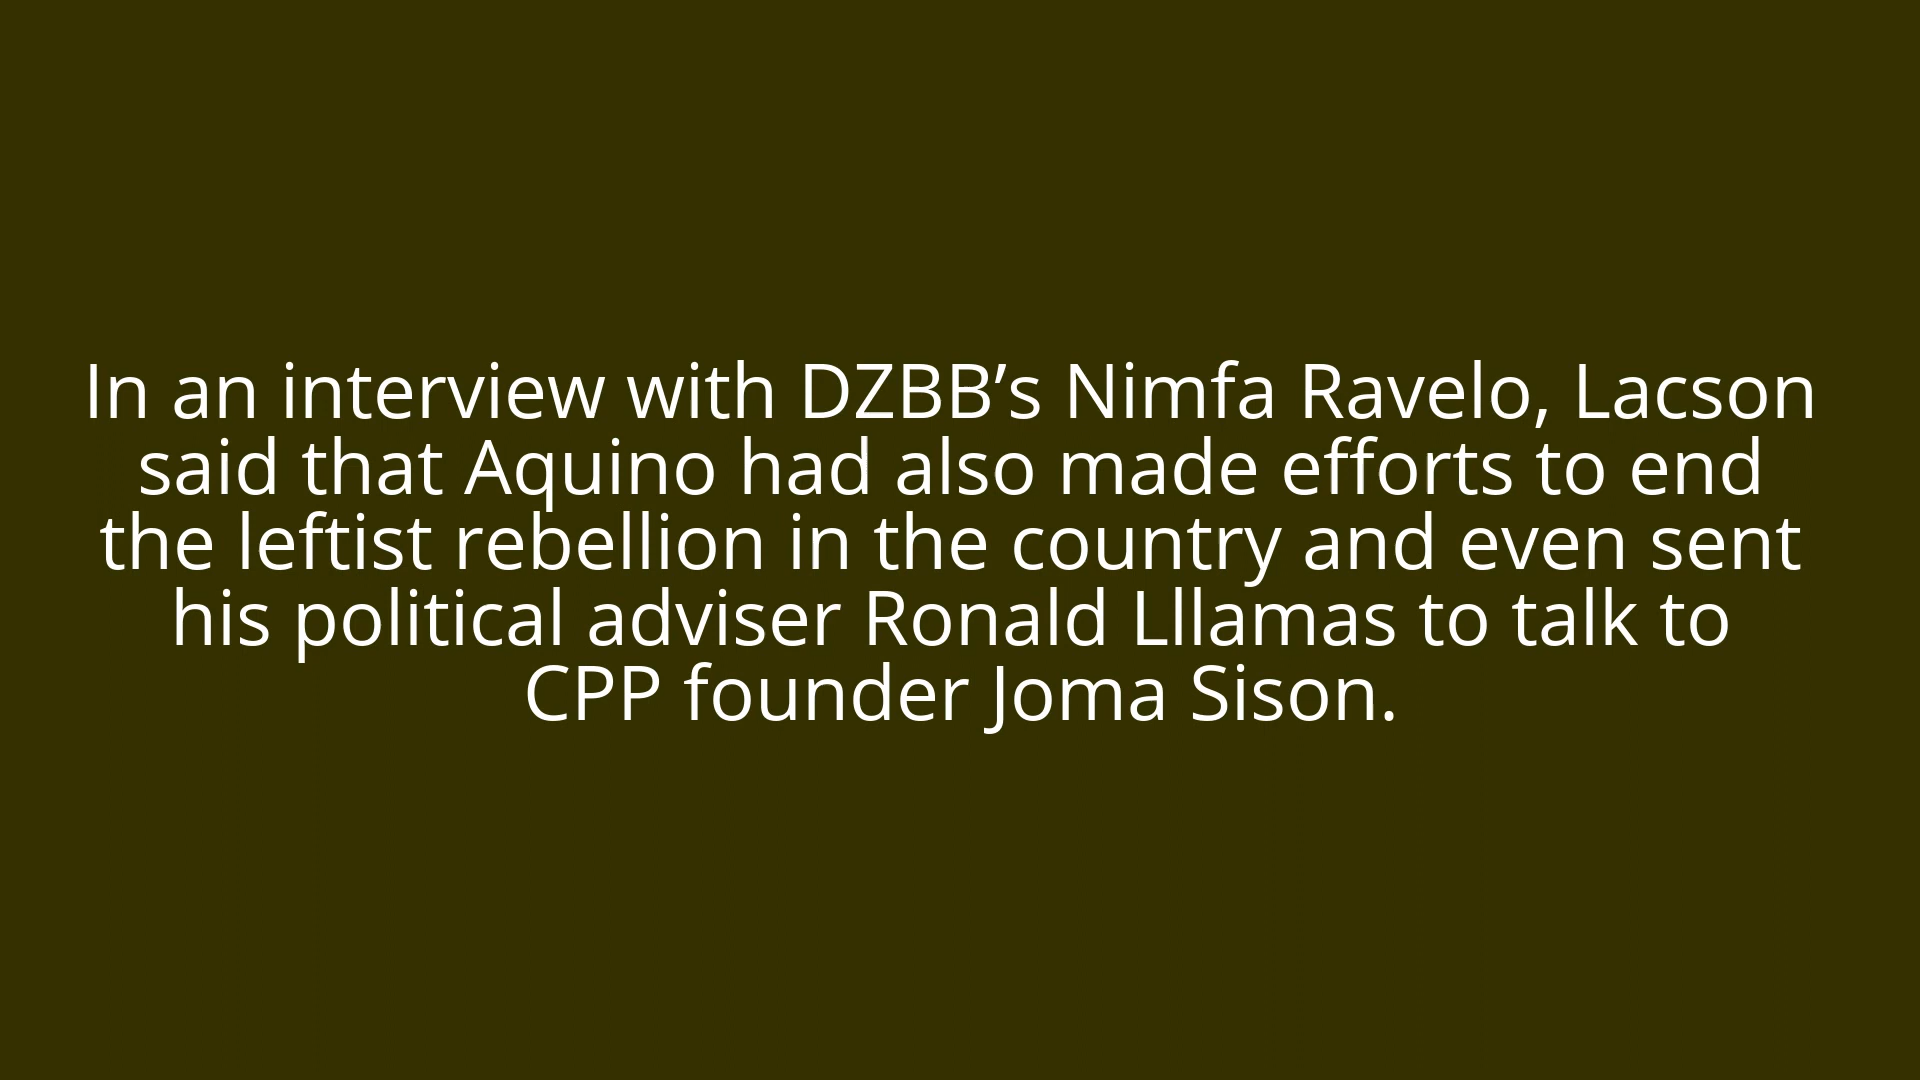 In an interview with DZBB’s Nimfa Ravelo, Lacson
said that Aquino had also made efforts to end
the leftist rebellion in the country and even sent
his political adviser Ronald Lllamas to talk to
CPP founder Joma Sison.